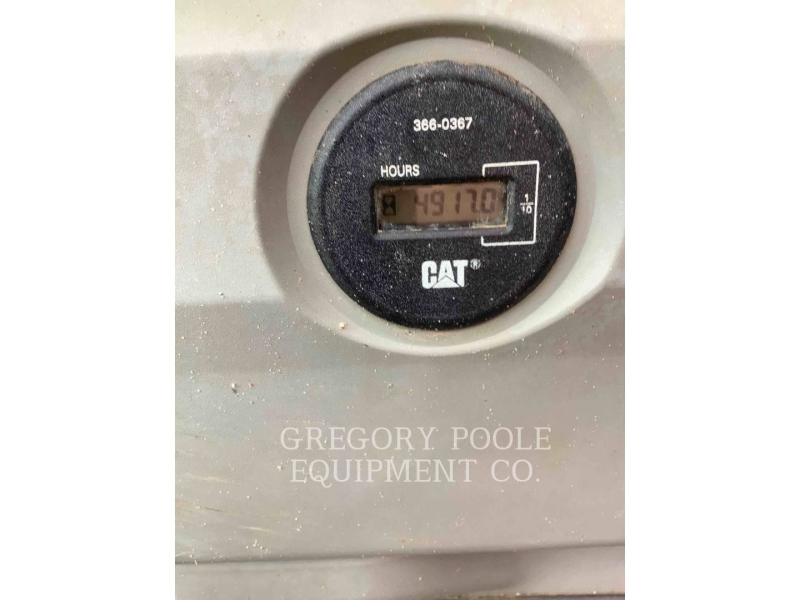 366-0367
HOURS
4917.0
1/10
CAT®
GREGORY POOLE
EQUIPMENT CO.